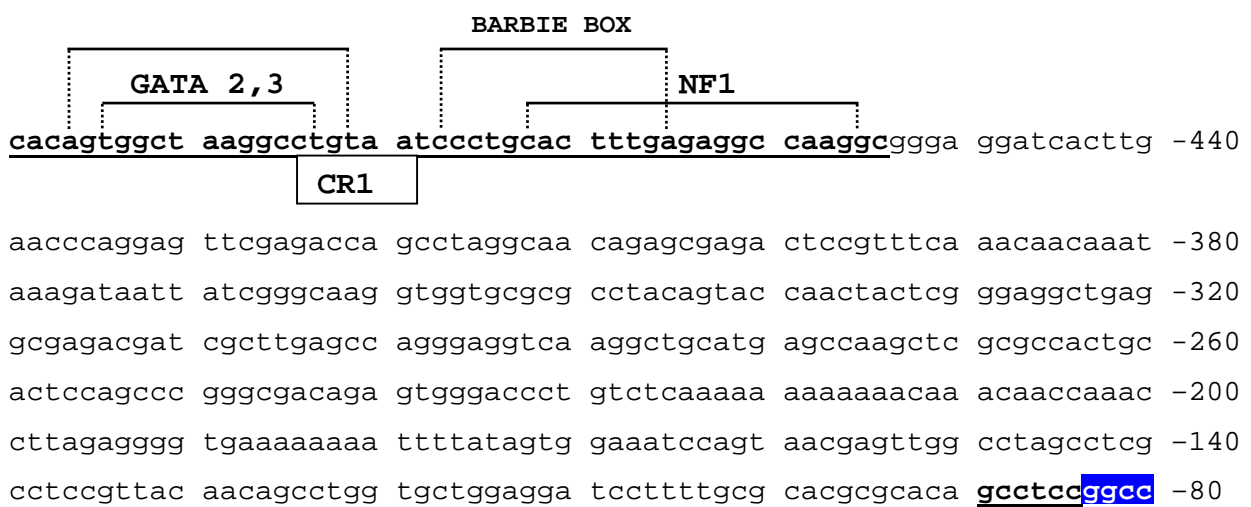 BARBIE BOX
GATA 2,3 NF1
cacagtggct aaggcctgta atccctgcac tttgagaggc caaggcggga ggatcacttg -440
CR1
aacccaggag ttcgagacca gcctaggcaa cagagcgaga ctccgtttca aacaacaaat -380
aaagataatt atcgggcaag gtggtgcgcg cctacagtac caactactcg ggaggctgag -320
gcgagacgat cgcttgagcc agggaggtca aggctgcatg agccaagctc gcgccactgc -260
actccagccc gggcgacaga gtgggaccct gtctcaaaaa aaaaaaacaa acaaccaaac -200
cttagagggg tgaaaaaaaa ttttatagtg gaaatccagt aacgagttgg cctagcctcg -140
cctccgttac aacagcctgg tgctggagga tccttttgcg cacgcgcaca gcctccggcc -80